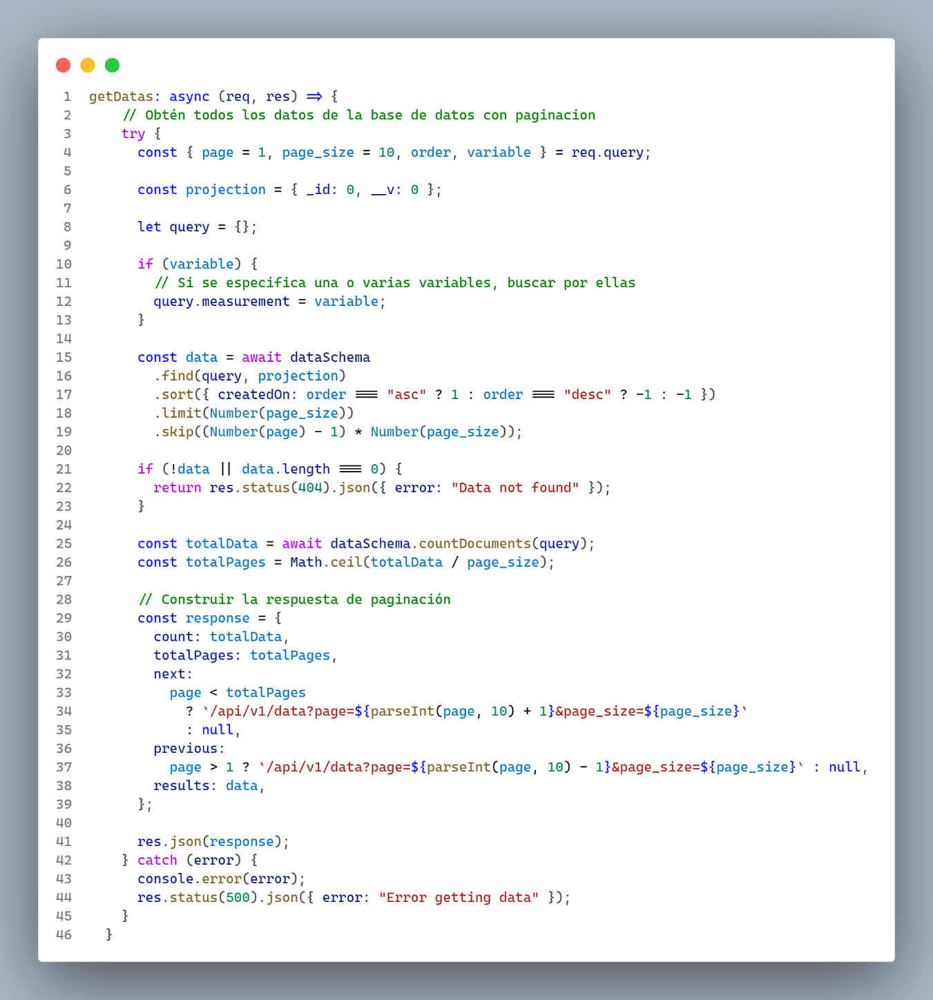 1 getDatas: async (req, res) => {
2 // Obtén todos los datos de la base de datos con paginacion
3 try {
4 const { page = 1, page_size = 10, order, variable } = req.query;
5
6 const projection = { _id: 0, __v: 0 };
7
8 let query = {};
9
10 if (variable) {
11 // Si se especifica una o varias variables, buscar por ellas
12 query.measurement = variable;
13 }
14
15 const data = await dataSchema
16 .find(query, projection)
17 .sort({ createdOn: order === "asc" ? 1 : order === "desc" ? -1 : -1 })
18 .limit(Number(page_size))
19 .skip((Number(page) - 1) * Number(page_size));
20
21 if (!data || data.length === 0) {
22 return res.status(404).json({ error: "Data not found" });
23 }
24
25 const totalData = await dataSchema.countDocuments(query);
26 const totalPages = Math.ceil(totalData / page_size);
27
28 // Construir la respuesta de paginación
29 const response = {
30 count: totalData,
31 totalPages: totalPages,
32 next:
33 page < totalPages
34 ? `/api/v1/data?page=${parseInt(page, 10) + 1}&page_size=${page_size}`
35 : null,
36 previous:
37 page > 1 ? `/api/v1/data?page=${parseInt(page, 10) - 1}&page_size=${page_size}` : null,
38 results: data,
39 };
40
41 res.json(response);
42 } catch (error) {
43 console.error(error);
44 res.status(500).json({ error: "Error getting data" });
45 }
46 }